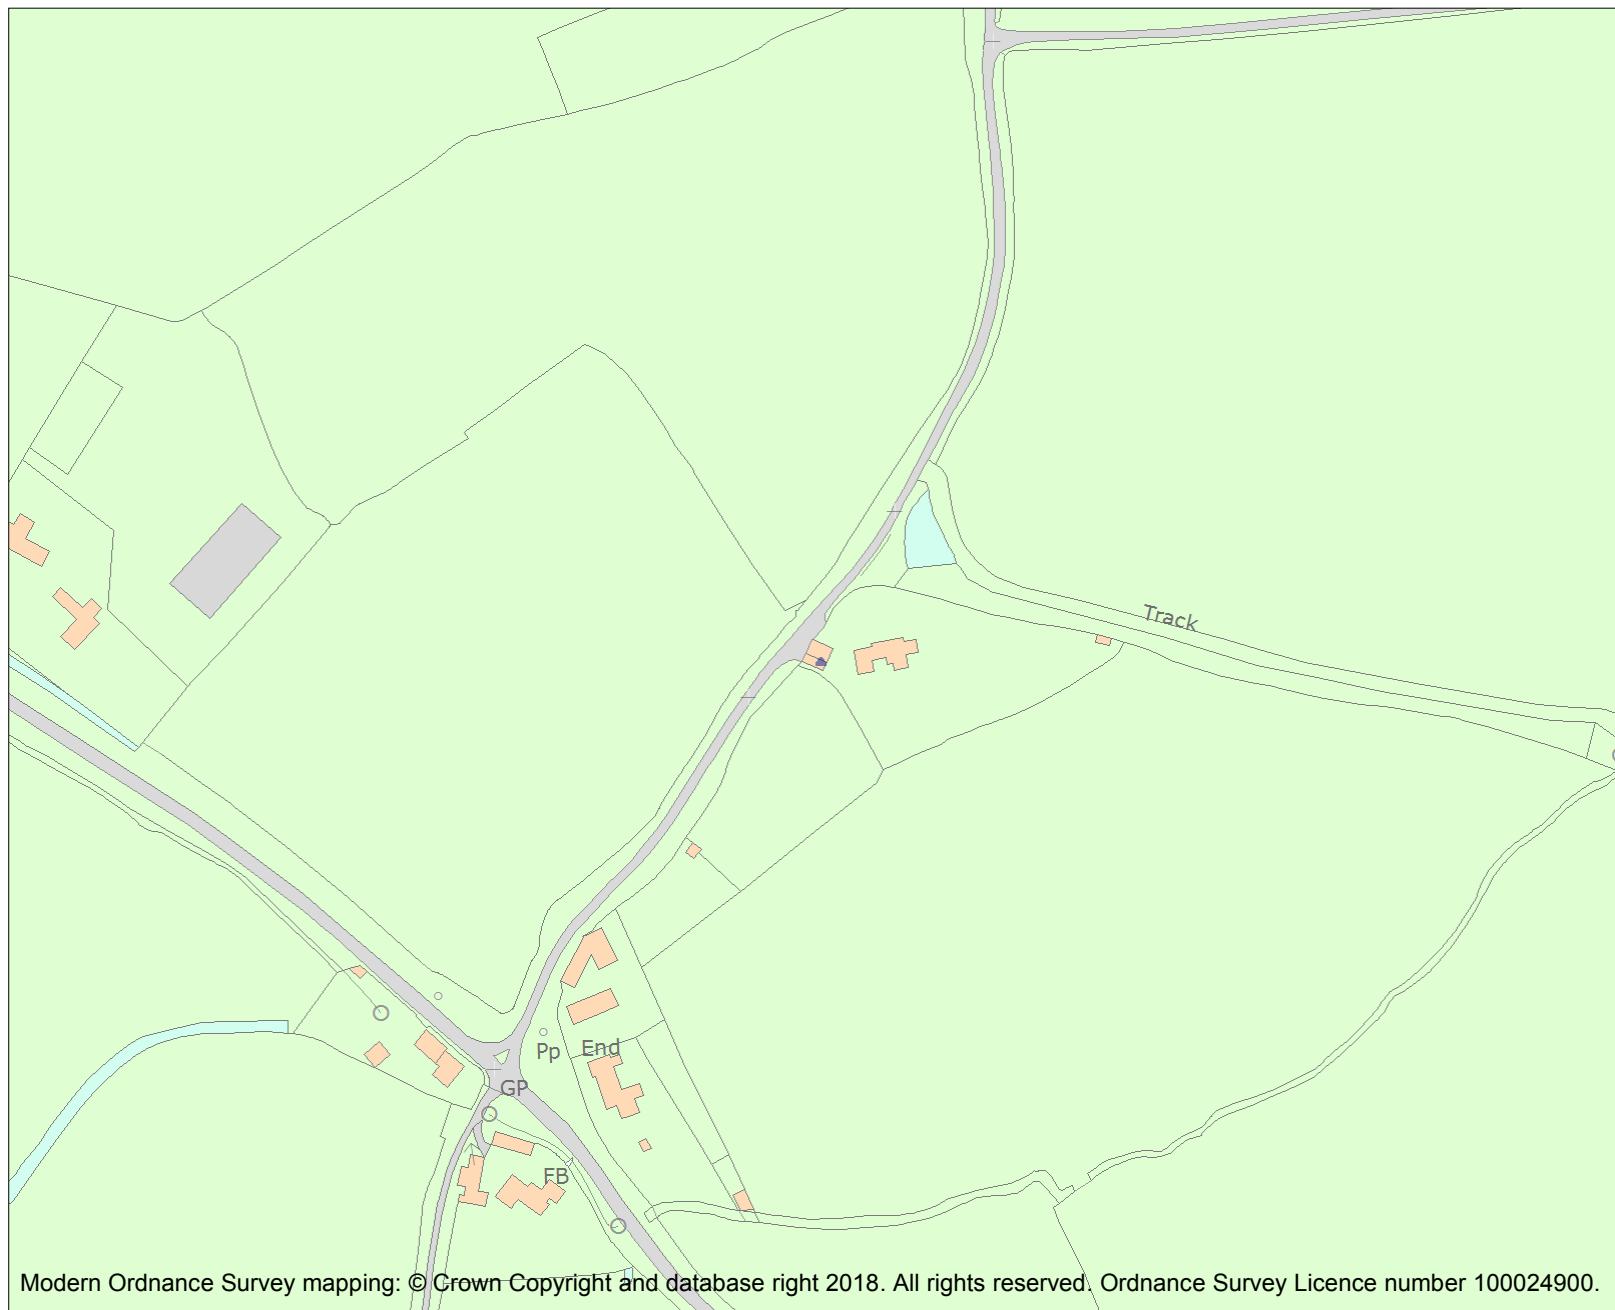 Track
Pp
End
GP
FB
Modern Ordnance Survey mapping: © Crown Copyright and database right 2018. All rights reserved. Ordnance Survey Licence number 100024900.